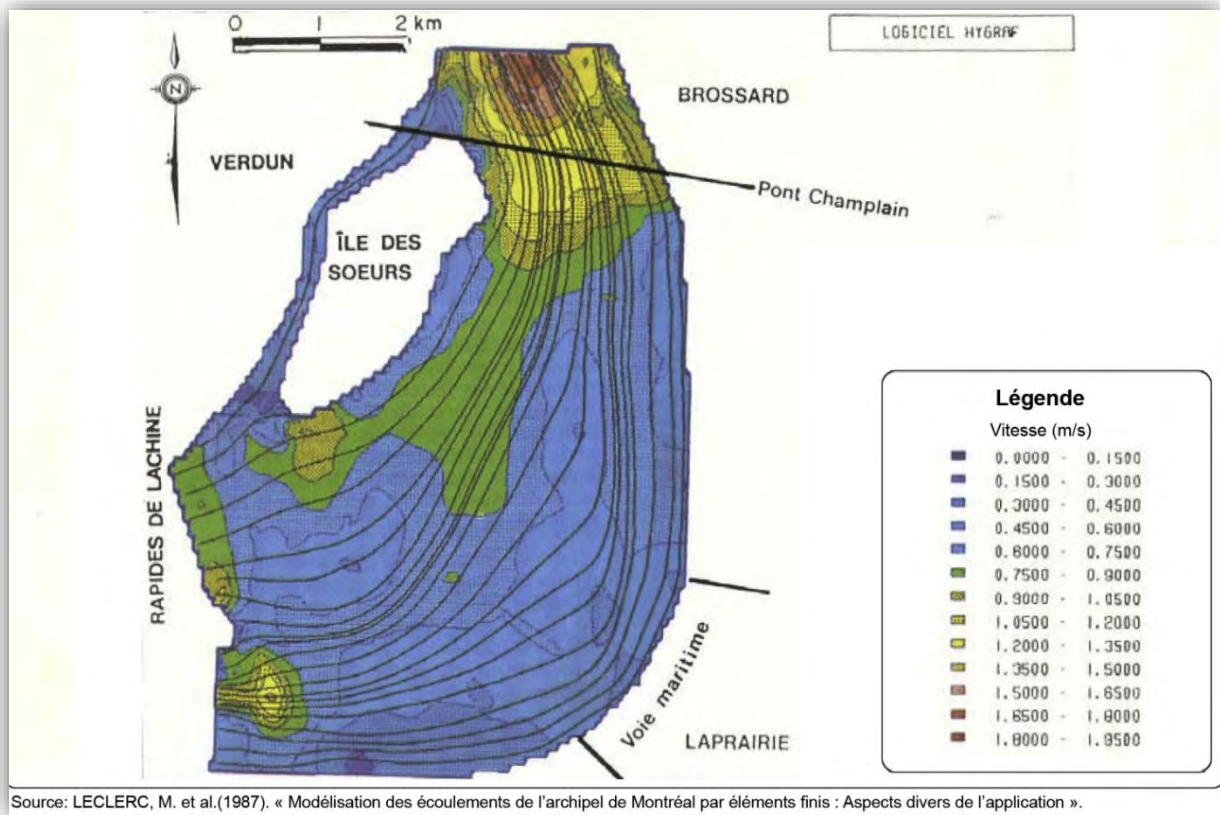 0 1 2 km
LOGICIEL HYGRAF
N
BROSSARD
VERDUN
Pont Champlain
ÎLE DES
SOEURS
RAPIDES DE LACHINE
Voie maritime
LAPRAIRIE
Légende
Vitesse (m/s)
0.0000 - 0.1500
0.1500 - 0.3000
0.3000 - 0.4500
0.4500 - 0.6000
0.6000 - 0.7500
0.7500 - 0.9000
0.9000 - 1.0500
1.0500 - 1.2000
1.2000 - 1.3500
1.3500 - 1.5000
1.5000 - 1.6500
1.6500 - 1.8000
1.8000 - 1.9500
Source: LECLERC, M. et al.(1987). « Modélisation des écoulements de l'archipel de Montréal par éléments finis : Aspects divers de l'application ».